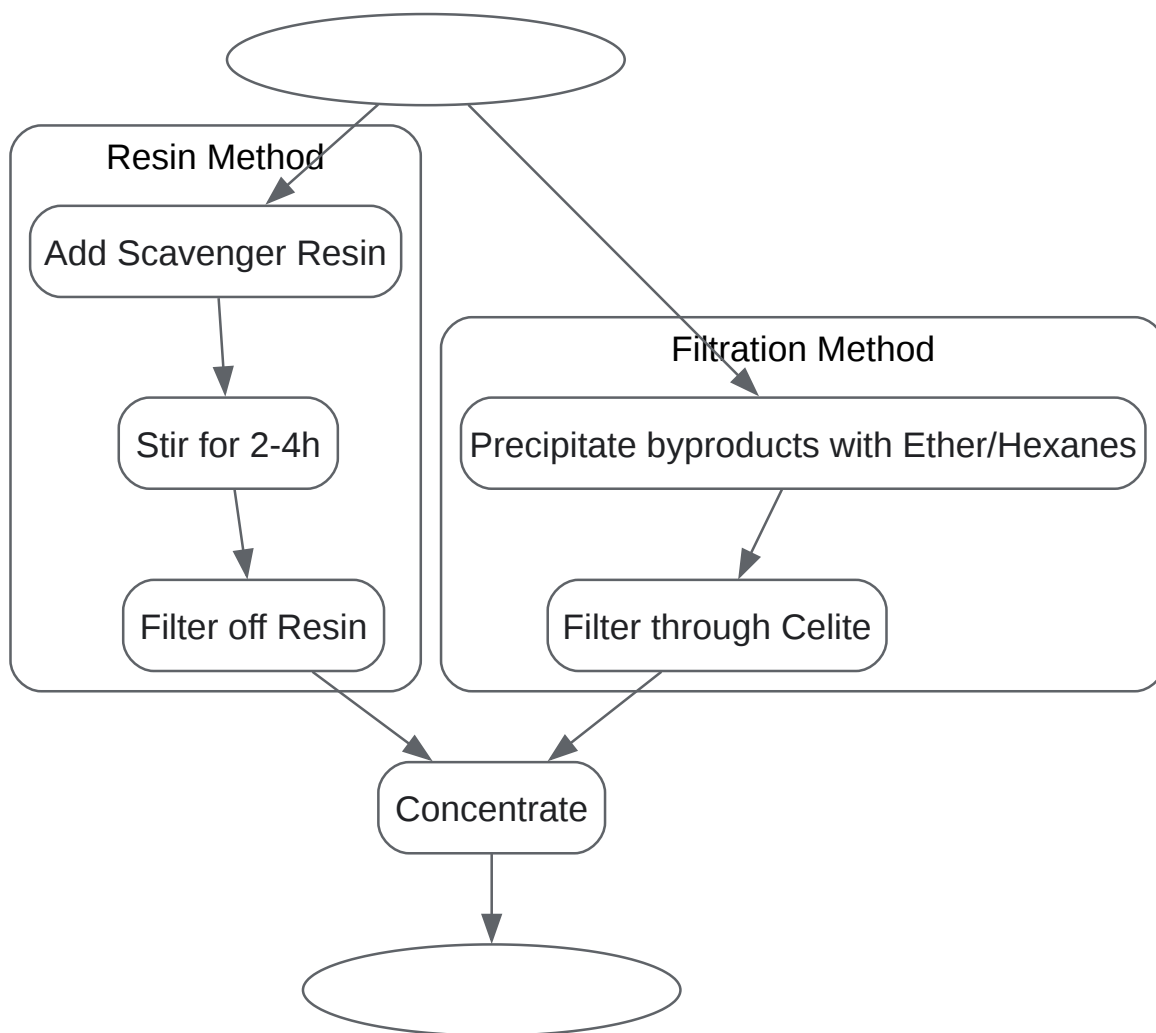 Resin Method
Add Scavenger Resin
Stir for 2-4h
Filter off Resin
Filtration Method
Precipitate byproducts with Ether/Hexanes
Filter through Celite
Concentrate